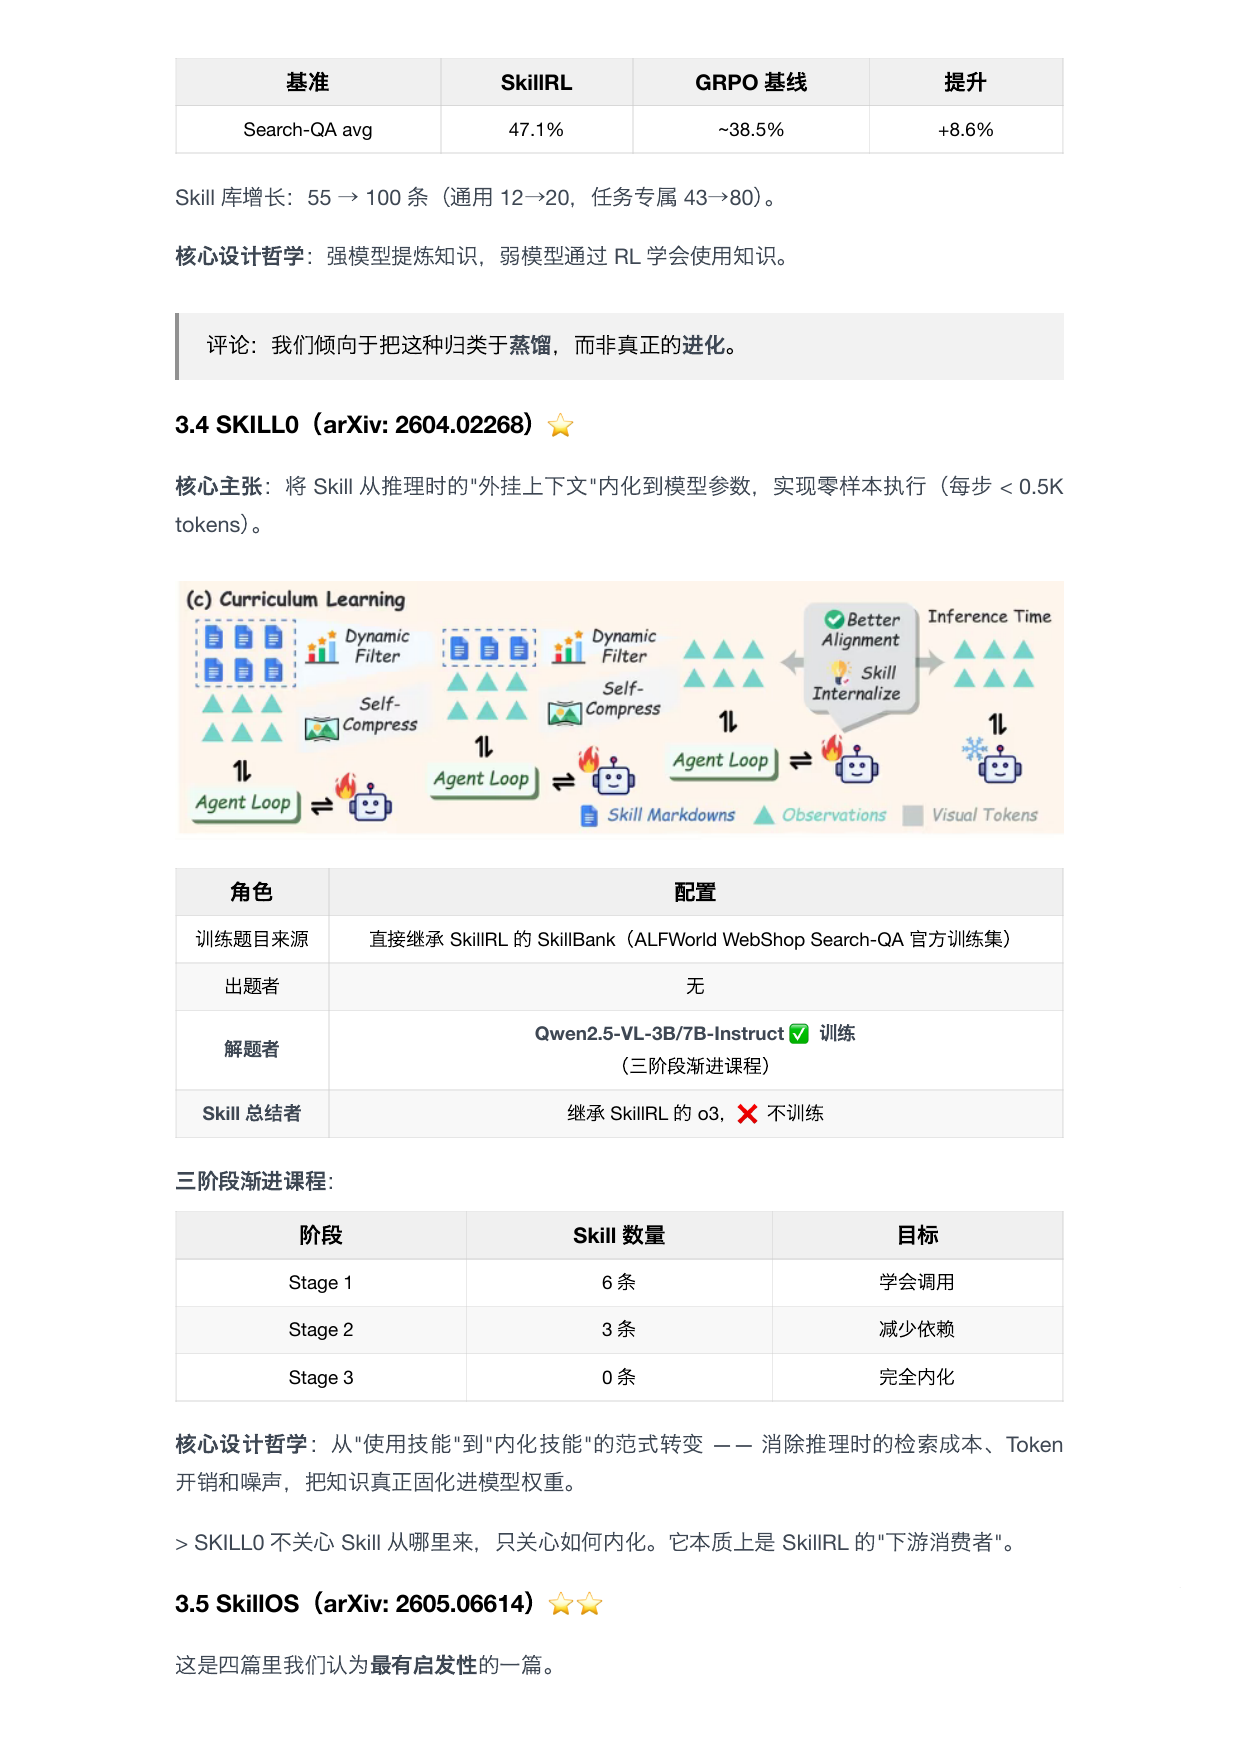 基准 SkillRL GRPO 基线 提升
Search-QA avg 47.1% ~38.5% +8.6%
Skill 库增长：55 → 100 条（通用 12→20，任务专属 43→80）。
核心设计哲学：强模型提炼知识，弱模型通过 RL 学会使用知识。
评论：我们倾向于把这种归类于蒸馏，而非真正的进化。
3.4 SKILL0（arXiv: 2604.02268）⭐
核心主张：将 Skill 从推理时的"外挂上下文"内化到模型参数，实现零样本执行（每步 < 0.5K
tokens）。
(c) Curriculum Learning
Dynamic
Filter
Self-
Compress
Agent Loop
Dynamic
Filter
Self-
Compress
Agent Loop
Agent Loop
Better
Alignment
Skill
Internalize
Inference Time
Skill Markdowns Observations Visual Tokens
角色 配置
训练题目来源 直接继承 SkillRL 的 SkillBank（ALFWorld WebShop Search-QA 官方训练集）
出题者 无
解题者 Qwen2.5-VL-3B/7B-Instruct ✅ 训练
（三阶段渐进课程）
Skill 总结者 继承 SkillRL 的 o3，❌ 不训练
三阶段渐进课程：
阶段 Skill 数量 目标
Stage 1 6 条 学会调用
Stage 2 3 条 减少依赖
Stage 3 0 条 完全内化
核心设计哲学：从"使用技能"到"内化技能"的范式转变 —— 消除推理时的检索成本、Token
开销和噪声，把知识真正固化进模型权重。
> SKILL0 不关心 Skill 从哪里来，只关心如何内化。它本质上是 SkillRL 的"下游消费者"。
3.5 SkillOS（arXiv: 2605.06614）⭐⭐
这是四篇里我们认为最有启发性的一篇。